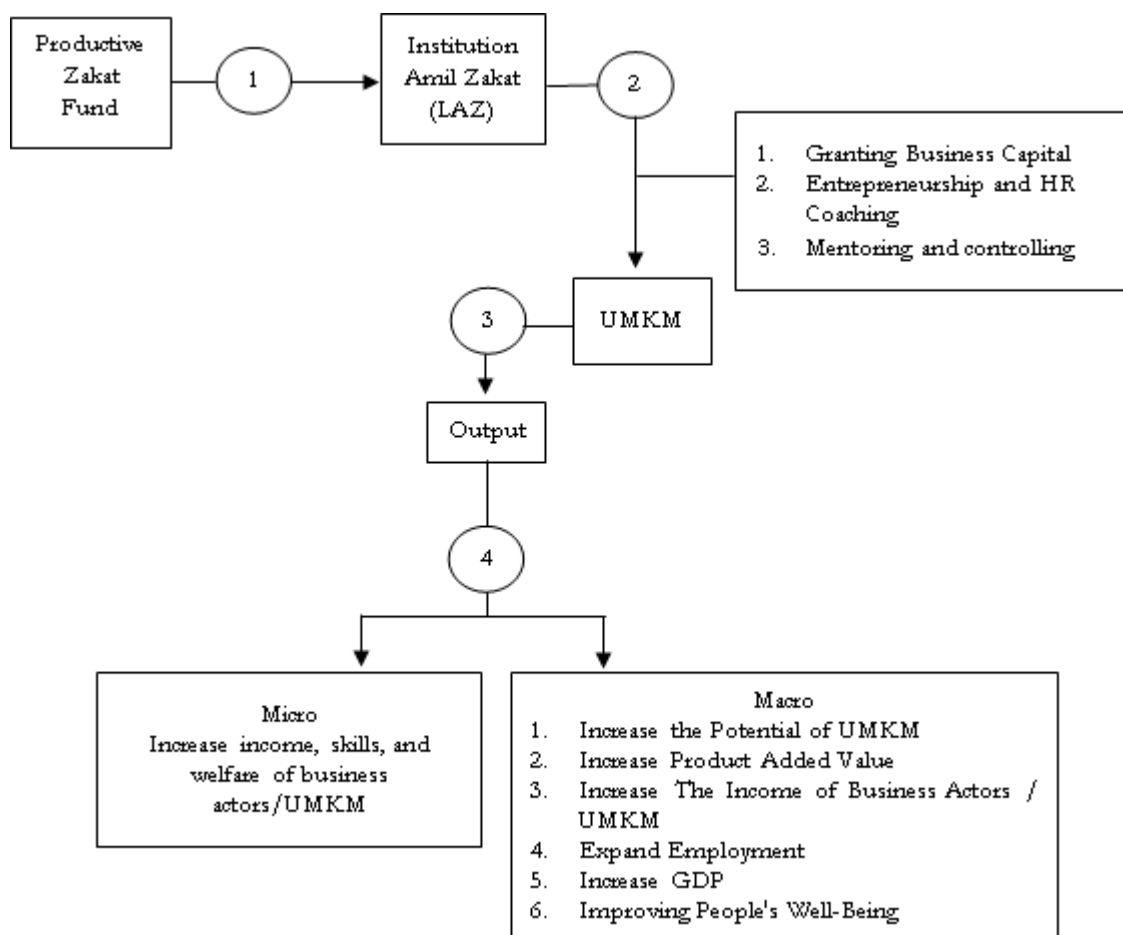 Productive
Zakat
Fund
1
Institution
Amil Zakat
(LAZ)
2
1. Granting Business Capital
2. Entrepreneurship and HR
Coaching
3. Mentoring and controlling
UMKM
3
Output
4
Micro
Increase income, skills, and
welfare of business
actors/UMKM
Macro
1. Increase the Potential of UMKM
2. Increase Product Added Value
3. Increase The Income of Business Actors /
UMKM
4. Expand Employment
5. Increase GDP
6. Improving People's Well-Being